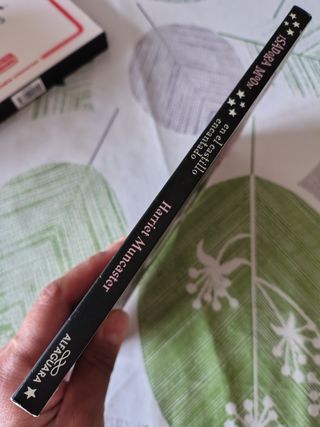 ISADORA MOON
en el castillo
encantado
Harriet Muncaster
ALFAGUARA